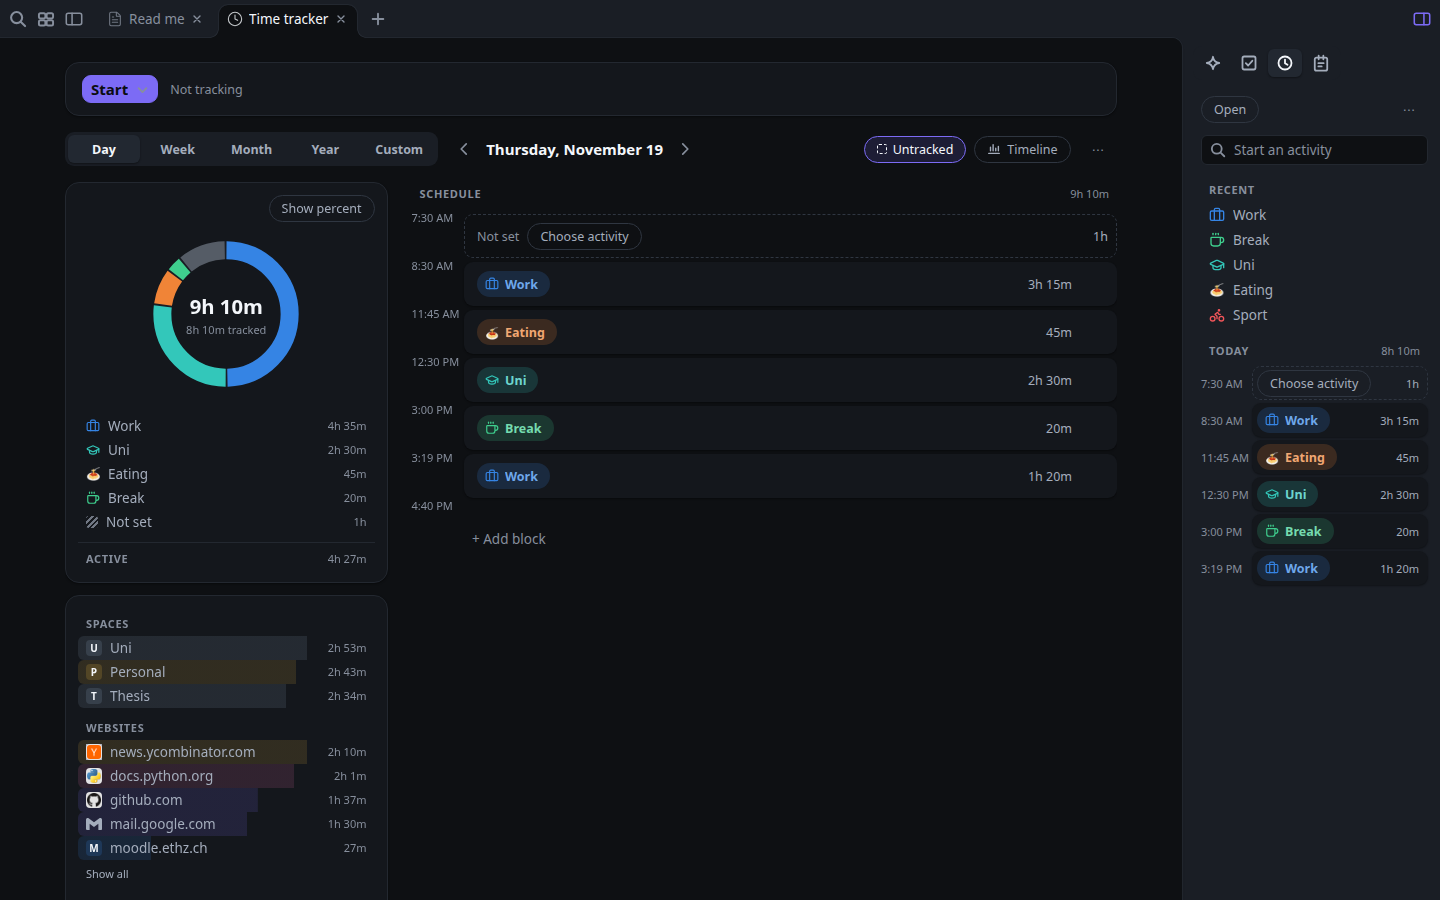 Read me
Time tracker
Start
Not tracking
Day Week Month Year Custom
Thursday, November 19
Untracked
Timeline
Show percent
9h 10m
8h 10m tracked
Work 4h 35m
Uni 2h 30m
Eating 45m
Break 20m
Not set 1h
ACTIVE 4h 27m
SPACES
U Uni 2h 53m
P Personal 2h 43m
T Thesis 2h 34m
WEBSITES
Y news.ycombinator.com 2h 10m
docs.python.org 2h 1m
github.com 1h 37m
M mail.google.com 1h 30m
M moodle.ethz.ch 27m
Show all
SCHEDULE 9h 10m
7:30 AM
Not set Choose activity 1h
8:30 AM
Work 3h 15m
11:45 AM
Eating 45m
12:30 PM
Uni 2h 30m
3:00 PM
Break 20m
3:19 PM
Work 1h 20m
4:40 PM
+ Add block
Open
Start an activity
RECENT
Work
Break
Uni
Eating
Sport
TODAY 8h 10m
7:30 AM Choose activity 1h
8:30 AM Work 3h 15m
11:45 AM Eating 45m
12:30 PM Uni 2h 30m
3:00 PM Break 20m
3:19 PM Work 1h 20m